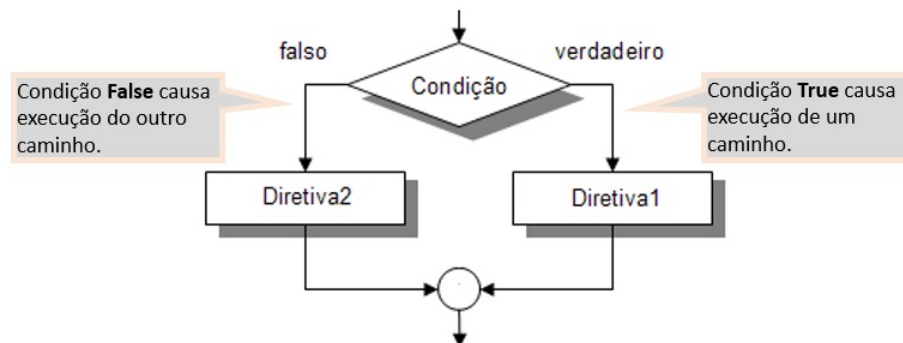 falso
verdadeiro
Condição
Condição False causa
execução do outro
caminho.
Condição True causa
execução de um
caminho.
Diretiva2
Diretiva1